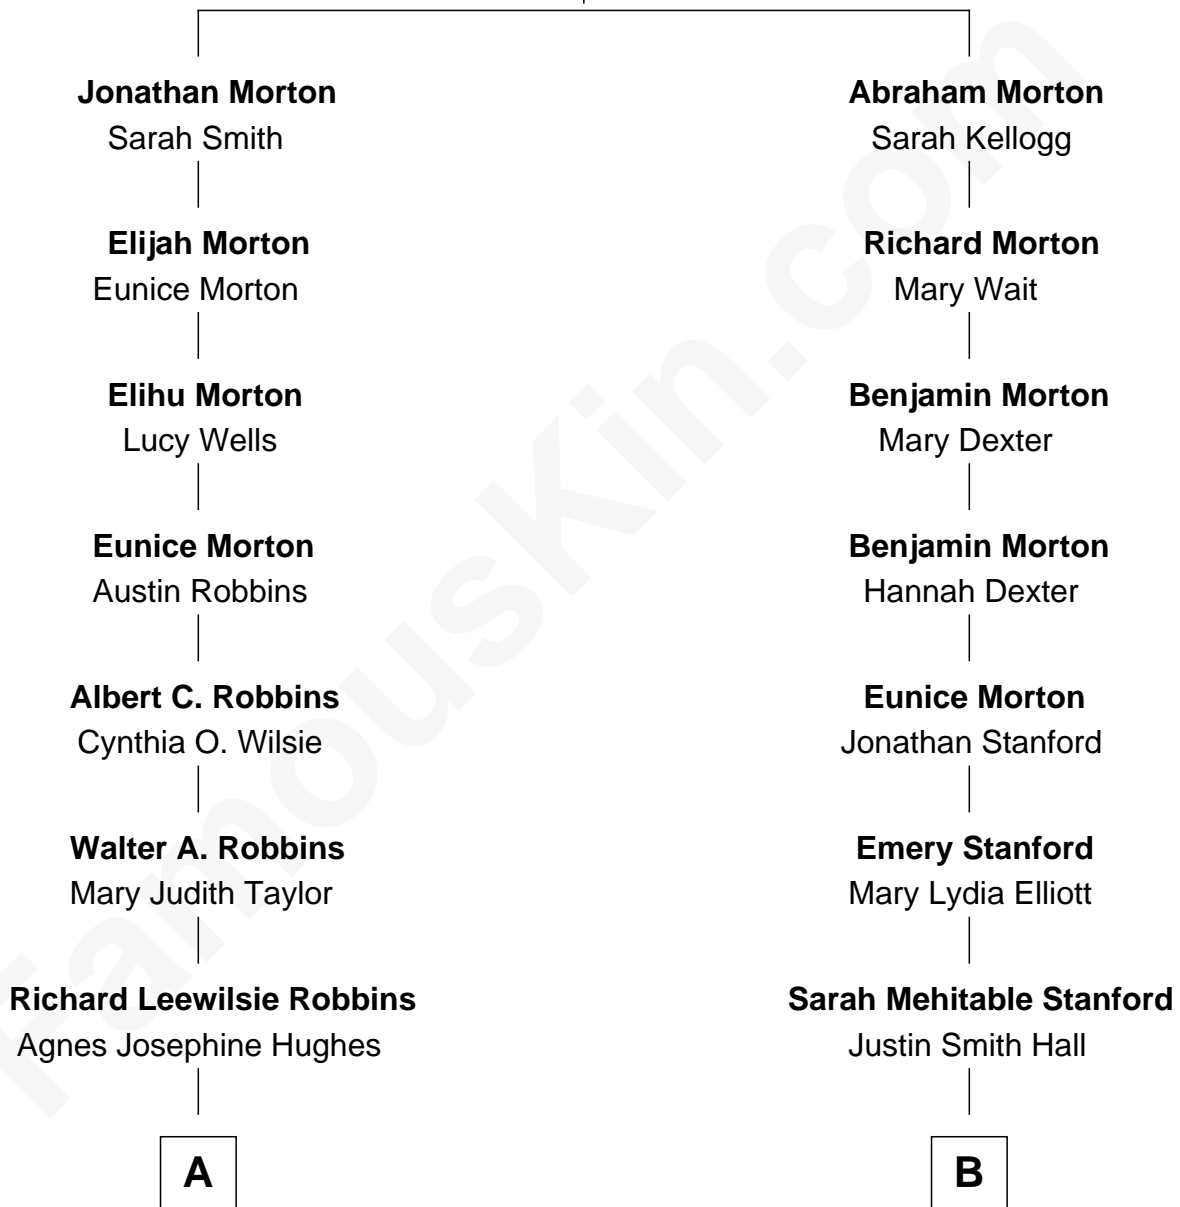 Jonathan Morton
Sarah Smith
Elijah Morton
Eunice Morton
Elihu Morton
Lucy Wells
Eunice Morton
Austin Robbins
Albert C. Robbins
Cynthia O. Wilsie
Walter A. Robbins
Mary Judith Taylor
Richard Leewilsie Robbins
Agnes Josephine Hughes
A
Abraham Morton
Sarah Kellogg
Richard Morton
Mary Wait
Benjamin Morton
Mary Dexter
Benjamin Morton
Hannah Dexter
Eunice Morton
Jonathan Stanford
Emery Stanford
Mary Lydia Elliott
Sarah Mehitable Stanford
Justin Smith Hall
B
FamousKin.com